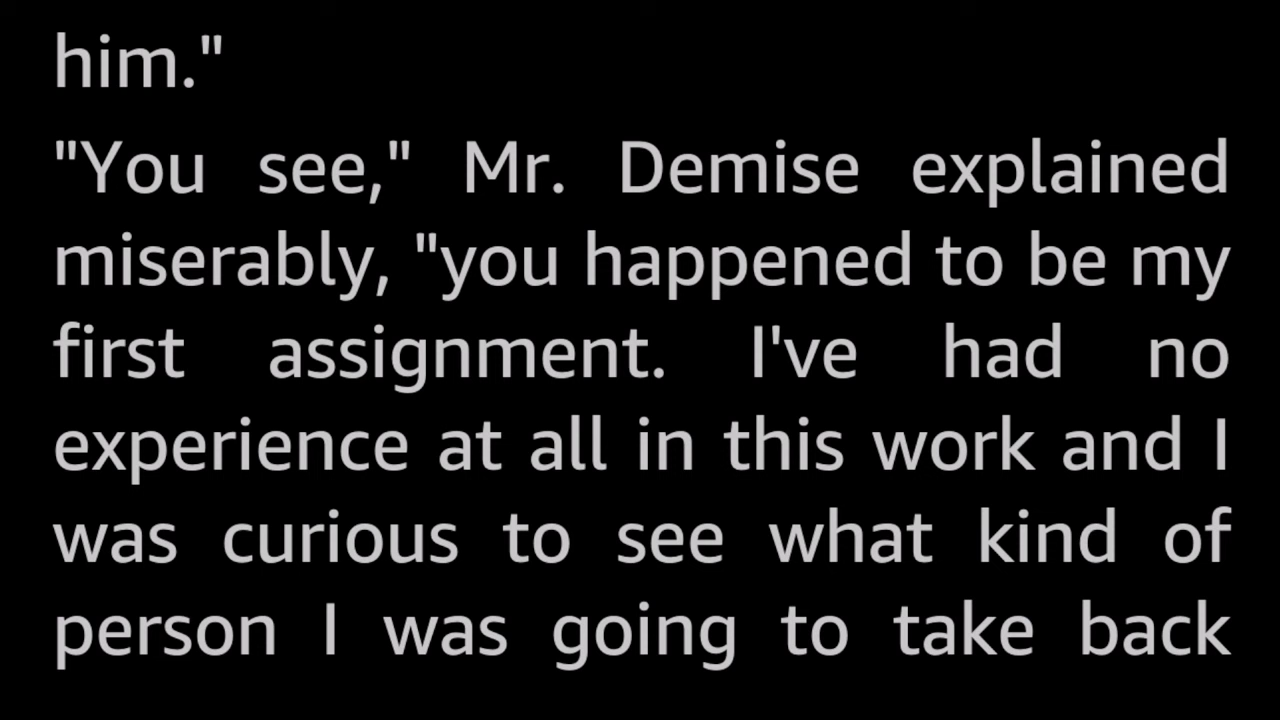 him."
"You see," Mr. Demise explained
miserably, "you happened to be my
first assignment. I've had no
experience at all in this work and I
was curious to see what kind of
person I was going to take back